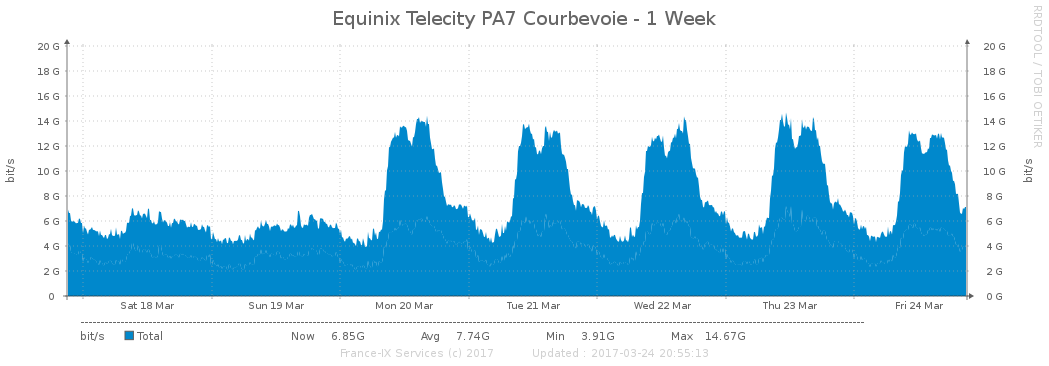 Equinix Telecity PA7 Courbevoie - 1 Week
RRDTOOL / TOBI OETIKER
20 G 20 G
18 G 18 G
16 G 16 G
14 G 14 G
12 G 12 G
10 G 10 G
8 G 8 G
6 G 6 G
4 G 4 G
2 G 2 G
0 0 G
bit/s
bit/s
Sat 18 Mar Sun 19 Mar Mon 20 Mar Tue 21 Mar Wed 22 Mar Thu 23 Mar Fri 24 Mar
bit/s Total Now 6.85G Avg 7.74G Min 3.91G Max 14.67G
France-IX Services (c) 2017 Updated : 2017-03-24 20:55:13